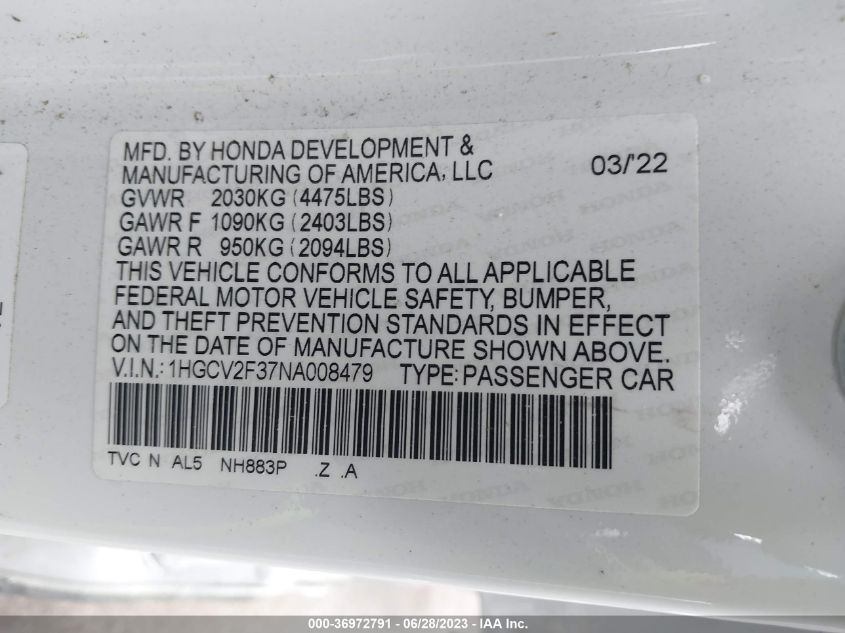 MFD. BY HONDA DEVELOPMENT &
MANUFACTURING OF AMERICA, LLC 03/'22
GVWR 2030KG (4475LBS)
GAWR F 1090KG (2403LBS)
GAWR R 950KG (2094LBS)
THIS VEHICLE CONFORMS TO ALL APPLICABLE
FEDERAL MOTOR VEHICLE SAFETY, BUMPER,
AND THEFT PREVENTION STANDARDS IN EFFECT
ON THE DATE OF MANUFACTURE SHOWN ABOVE.
V.I.N.: 1HGCV2F37NA008479 TYPE: PASSENGER CAR
TVC N AL5 NH883P .Z .A
000-36972791 - 06/28/2023 - IAA Inc.